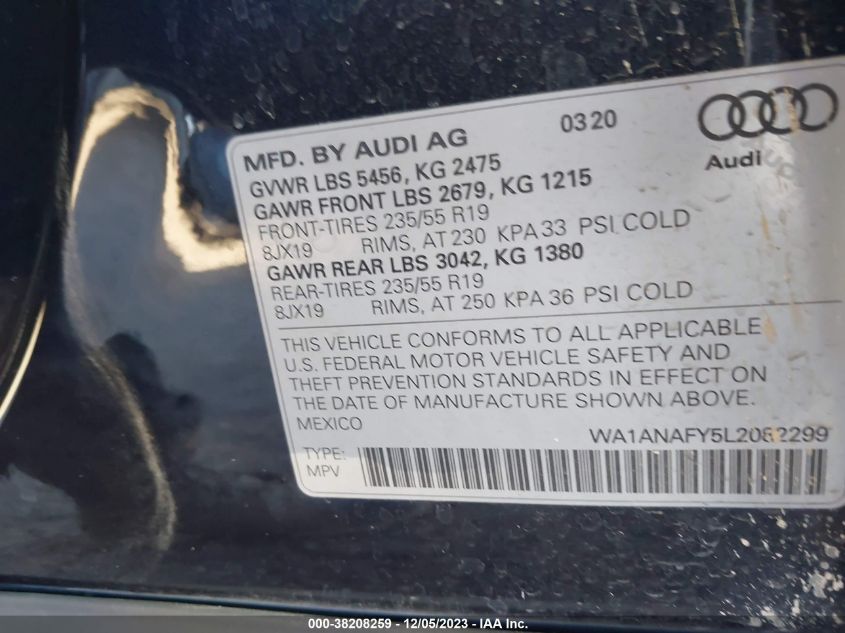 03 20
MFD. BY AUDI AG
Audi
GVWR LBS 5456, KG 2475
GAWR FRONT LBS 2679, KG 1215
FRONT-TIRES 235/55 R19
8JX19 RIMS, AT 230 KPA 33 PSI COLD
GAWR REAR LBS 3042, KG 1380
REAR-TIRES 235/55 R19
8JX19 RIMS, AT 250 KPA 36 PSI COLD
THIS VEHICLE CONFORMS TO ALL APPLICABLE
U.S. FEDERAL MOTOR VEHICLE SAFETY AND
THEFT PREVENTION STANDARDS IN EFFECT ON
THE DATE OF MANUFACTURE SHOWN ABOVE.
MEXICO
TYPE:
MPV
000-38208259 - 12/05/2023 - IAA Inc.